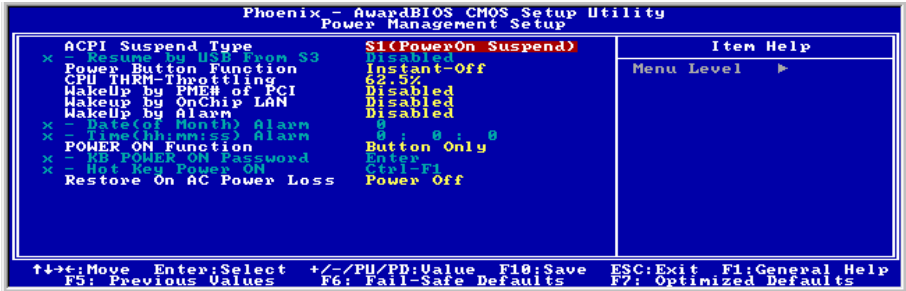 Phoenix - AwardBIOS CMOS Setup Utility
Power Management Setup
ACPI Suspend Type S1(PowerOn Suspend)
x - Resume by USB From S3 Disabled
Power Button Function Instant-Off
CPU THRM-Throttling 62.5%
WakeUp by PME# of PCI Disabled
WakeUp by OnChip LAN Disabled
WakeUp by Alarm Disabled
x - Date(of Month) Alarm 0
x - Time(hh:mm:ss) Alarm 0 : 0 : 0
POWER ON Function Button Only
x - KB POWER ON Password Enter
x - Hot Key Power ON Ctrl-F1
Restore On AC Power Loss Power Off
Item Help
Menu Level ►
↑↓→←:Move Enter:Select +/-/PU/PD:Value F10:Save ESC:Exit F1:General Help
F5: Previous Values F6: Fail-Safe Defaults F7: Optimized Defaults